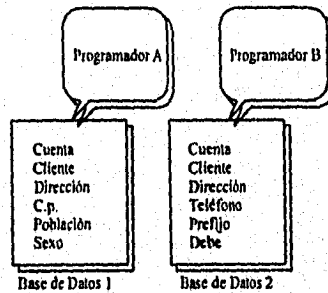 Programador A
Programador B
Cuenta
Cliente
Dirección
C.p.
Población
Sexo
Cuenta
Cliente
Dirección
Teléfono
Prefijo
Debe
Base de Datos 1
Base de Datos 2